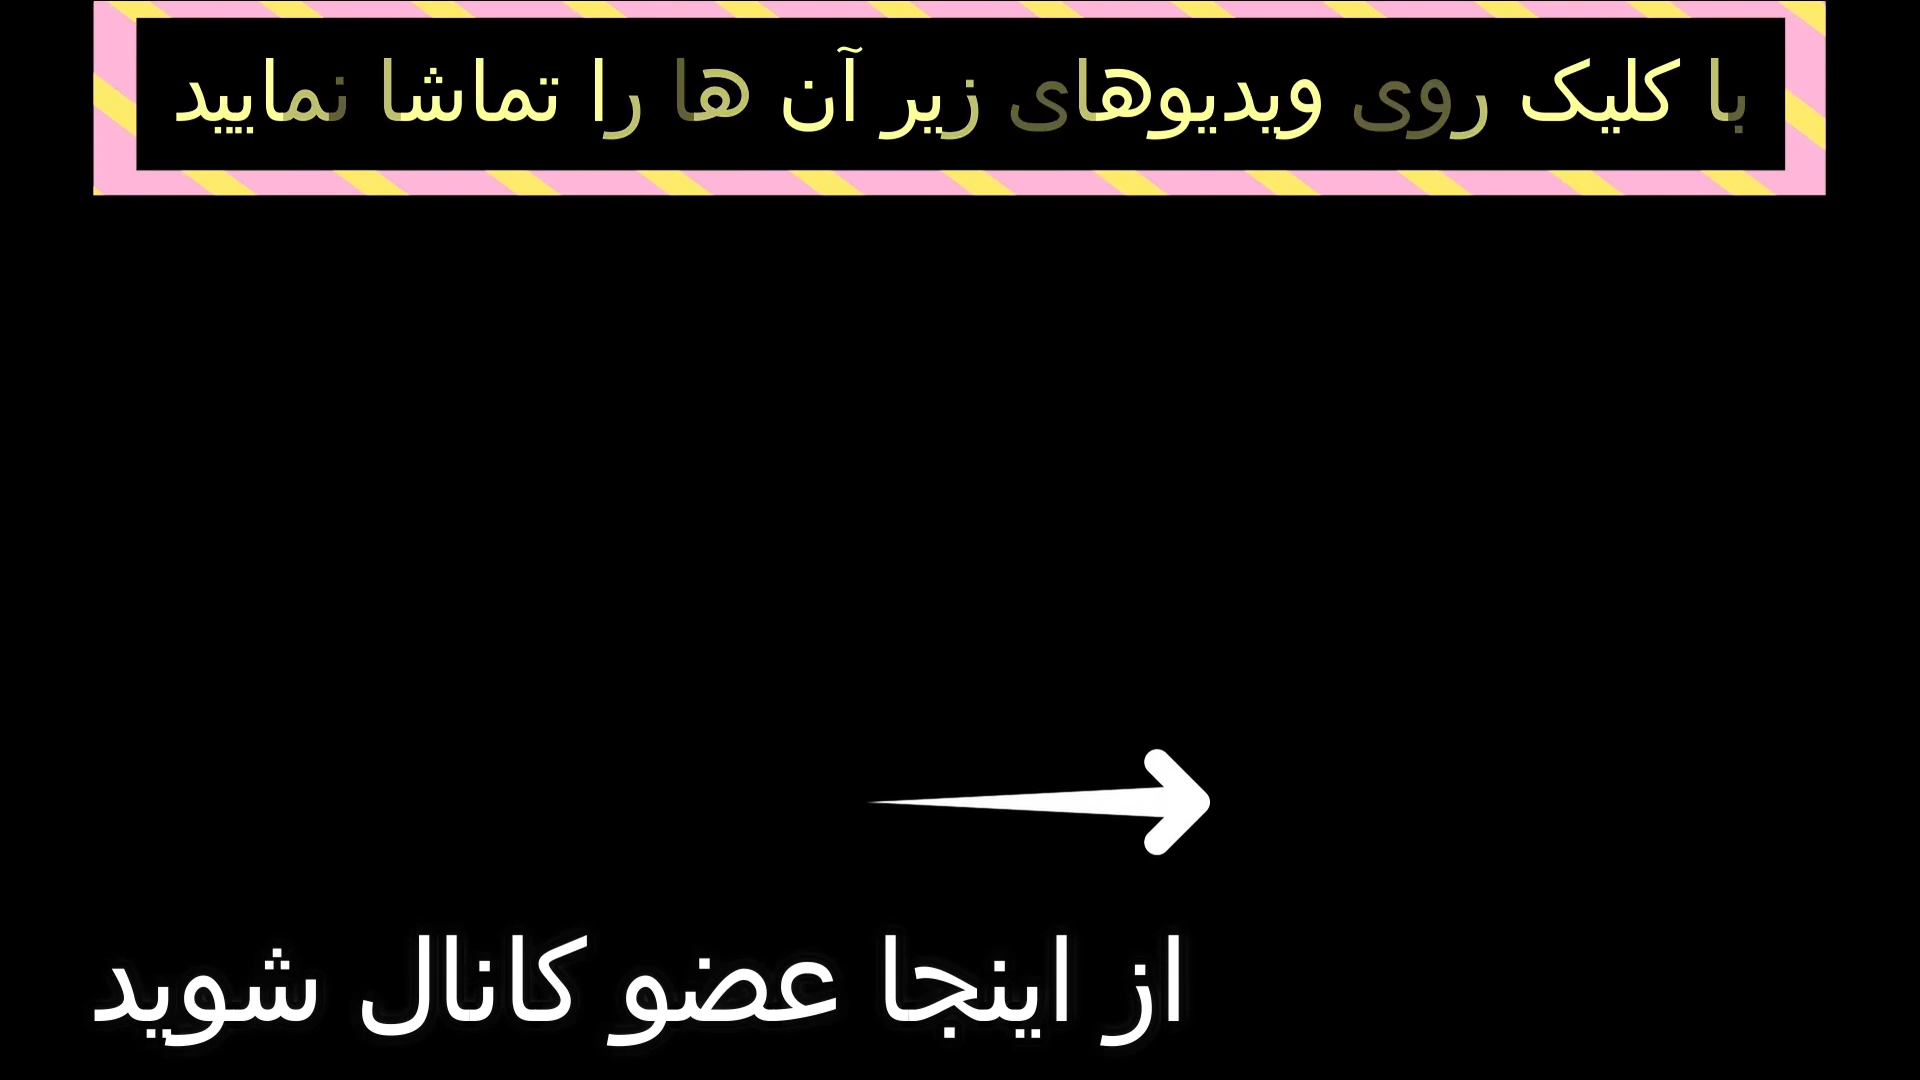 با کلیک روی ویدیوهای زیر آن ها را تماشا نمایید
از اینجا عضو کانال شوید